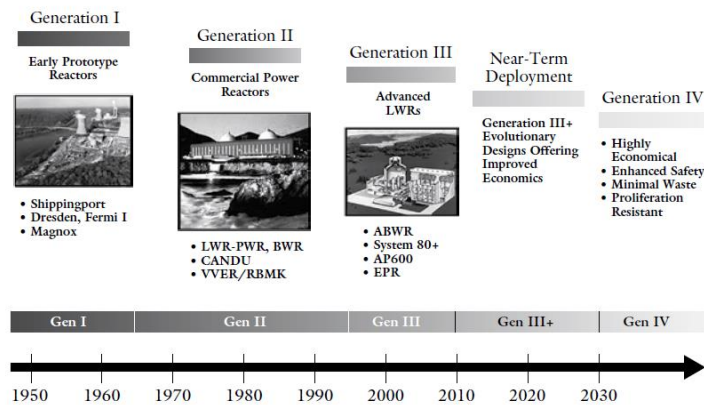 Generation I
Early Prototype
Reactors
• Shippingport
• Dresden, Fermi I
• Magnox
Generation II
Commercial Power
Reactors
• LWR-PWR, BWR
• CANDU
• VVER/RBMK
Generation III
Advanced
LWRs
• ABWR
• System 80+
• AP600
• EPR
Near-Term
Deployment
Generation III+
Evolutionary
Designs Offering
Improved
Economics
Generation IV
• Highly
Economical
• Enhanced Safety
• Minimal Waste
• Proliferation
Resistant
Gen I Gen II Gen III Gen III+ Gen IV
1950 1960 1970 1980 1990 2000 2010 2020 2030